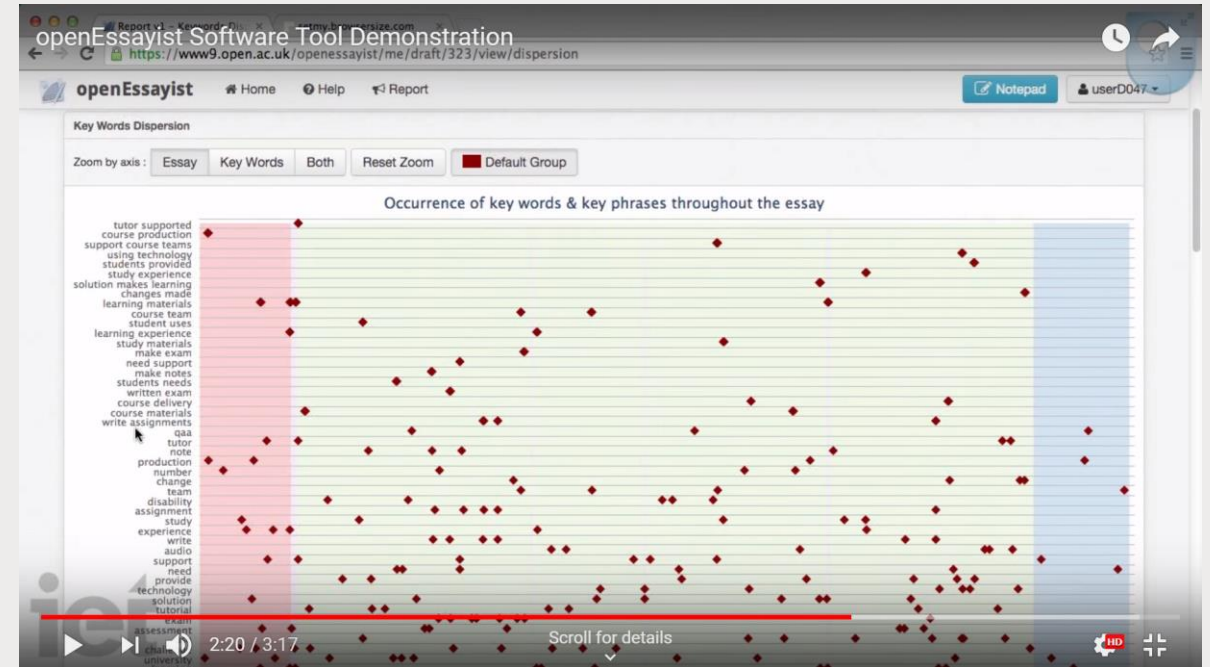 Report v1 - Keywords Dis
setmy.browsersize.com
openEssayist Software Tool Demonstration
https://www9.open.ac.uk/openessayist/me/draft/323/view/dispersion
openEssayist Home Help Report Notepad userD047
Key Words Dispersion
Zoom by axis : Essay Key Words Both Reset Zoom Default Group
Occurrence of key words & key phrases throughout the essay
tutor supported
course production
support course teams
using technology
students provided
study experience
solution makes learning
changes made
learning materials
course team
student uses
learning experience
study materials
make exam
need support
make notes
students needs
written exam
course delivery
course materials
write assignments
qaa
tutor
note
production
number
change
team
disability
assignment
study
experience
write
audio
support
need
provide
technology
solution
tutorial
exam
assessment
university
iet
2:20 / 3:17
Scroll for details
HD